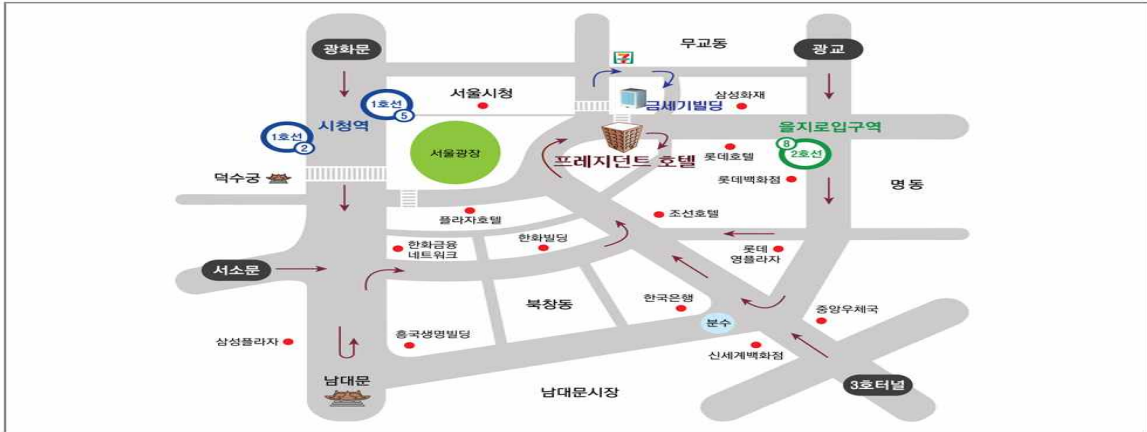 광화문
무교동
광교
7
서울시청
1호선
5
금세기빌딩
삼성화재
시청역
1호선
2
을지로입구역
8
2호선
서울광장
프레지던트 호텔
롯데호텔
롯데백화점
덕수궁
명동
플라자호텔
조선호텔
한화금융
네트워크
한화빌딩
롯데
영플라자
서소문
북창동
한국은행
분수
중앙우체국
삼성플라자
흥국생명빌딩
신세계백화점
남대문
남대문시장
3호터널